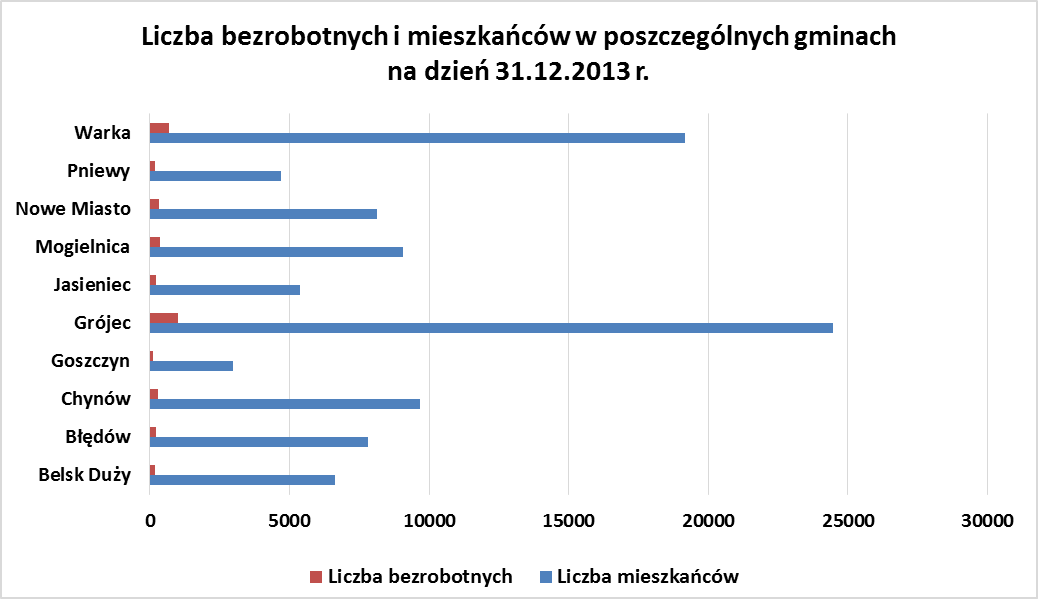 Liczba bezrobotnych i mieszkańców w poszczególnych gminach
na dzień 31.12.2013 r.
Warka
Pniewy
Nowe Miasto
Mogielnica
Jasieniec
Grójec
Goszczyn
Chynów
Błędów
Belsk Duży
0 5000 10000 15000 20000 25000 30000
Liczba bezrobotnych Liczba mieszkańców